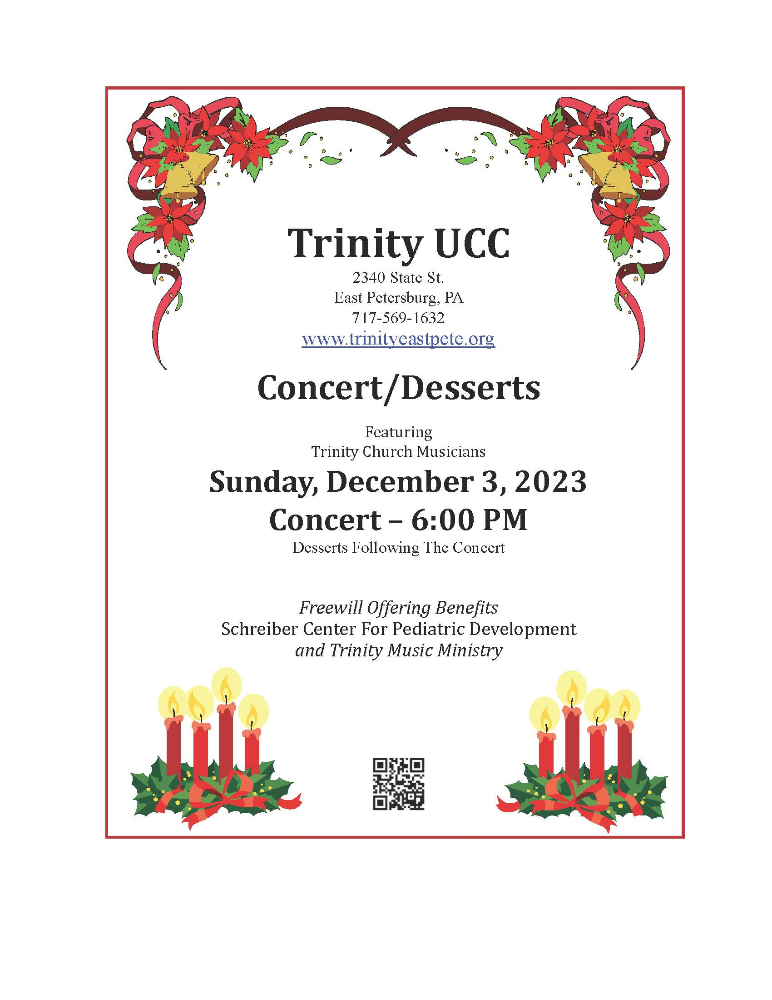 Trinity UCC
2340 State St.
East Petersburg, PA
717-569-1632
www.trinityeastpete.org
Concert/Desserts
Featuring
Trinity Church Musicians
Sunday, December 3, 2023
Concert – 6:00 PM
Desserts Following The Concert
Freewill Offering Benefits
Schreiber Center For Pediatric Development
and Trinity Music Ministry